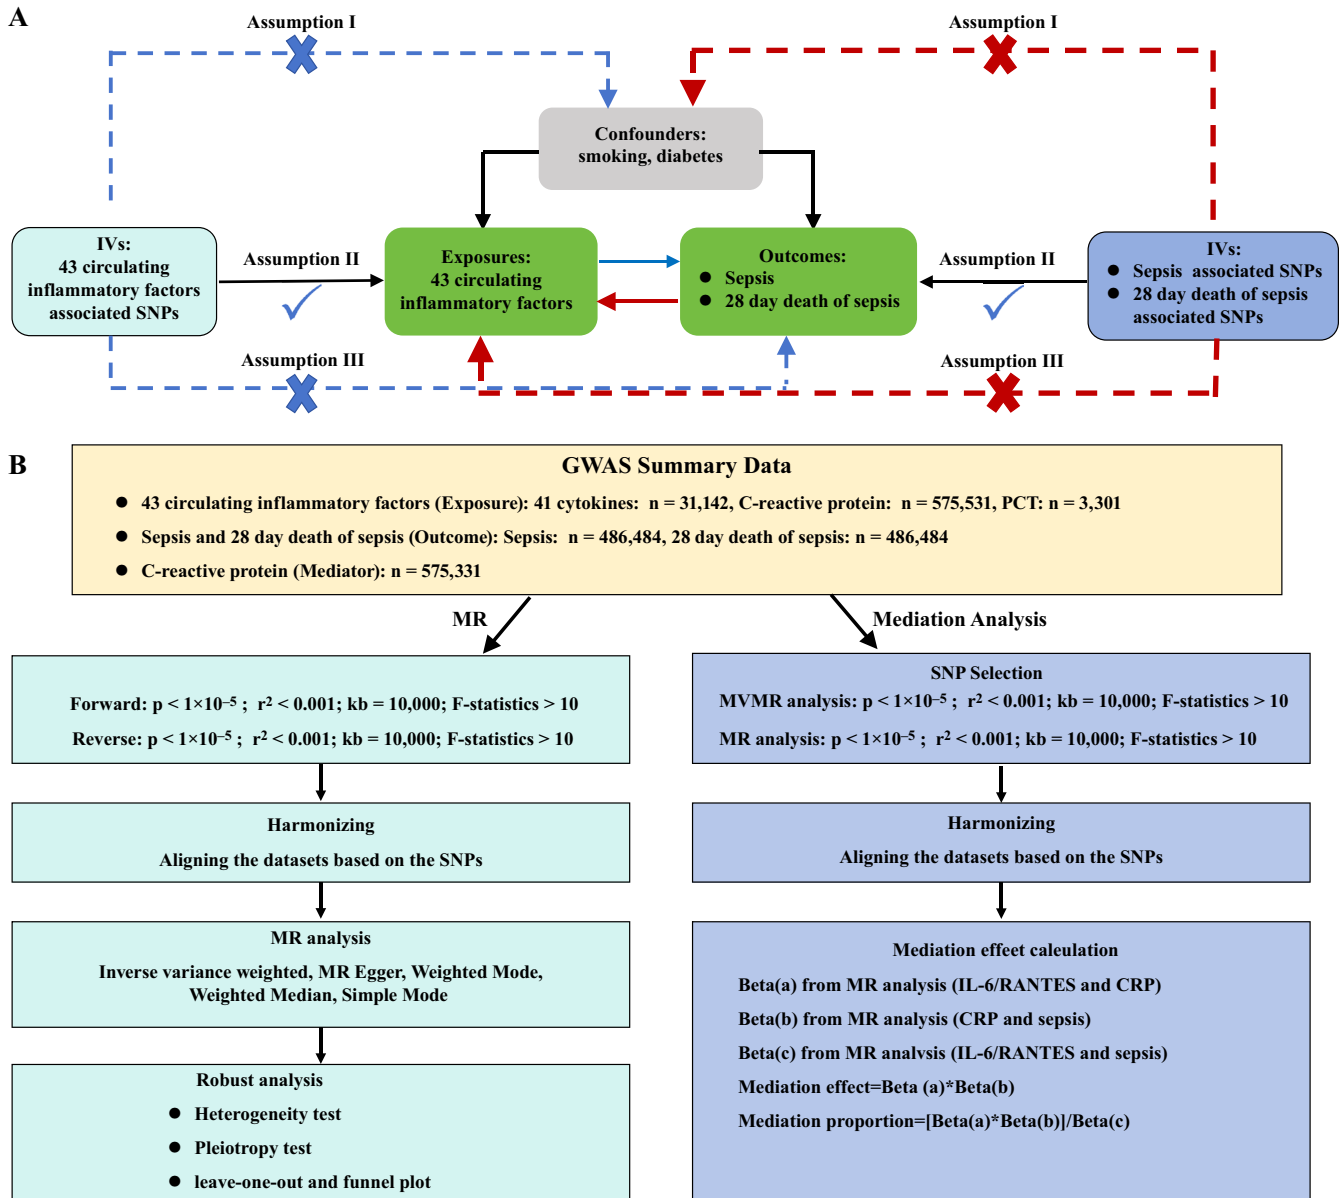 A
Assumption I
Assumption I
Confounders:
smoking, diabetes
IVs:
43 circulating
inflammatory factors
associated SNPs
Assumption II
Exposures:
43 circulating
inflammatory factors
Outcomes:
● Sepsis
● 28 day death of sepsis
Assumption II
IVs:
● Sepsis associated SNPs
● 28 day death of sepsis
associated SNPs
Assumption III
Assumption III
B
GWAS Summary Data
● 43 circulating inflammatory factors (Exposure): 41 cytokines: n = 31,142, C-reactive protein: n = 575,531, PCT: n = 3,301
● Sepsis and 28 day death of sepsis (Outcome): Sepsis: n = 486,484, 28 day death of sepsis: n = 486,484
● C-reactive protein (Mediator): n = 575,331
MR
Mediation Analysis
Forward: p < 1×10⁻⁵ ; r² < 0.001; kb = 10,000; F-statistics > 10
Reverse: p < 1×10⁻⁵ ; r² < 0.001; kb = 10,000; F-statistics > 10
Harmonizing
Aligning the datasets based on the SNPs
MR analysis
Inverse variance weighted, MR Egger, Weighted Mode,
Weighted Median, Simple Mode
Robust analysis
● Heterogeneity test
● Pleiotropy test
● leave-one-out and funnel plot
SNP Selection
MVMR analysis: p < 1×10⁻⁵ ; r² < 0.001; kb = 10,000; F-statistics > 10
MR analysis: p < 1×10⁻⁵ ; r² < 0.001; kb = 10,000; F-statistics > 10
Harmonizing
Aligning the datasets based on the SNPs
Mediation effeet caleulation
Beta(a) from MR analysis (IL-6/RANTES and CRP)
Beta(b) from MR analysis (CRP and sepsis)
Beta(c) from MR analvsis (IL-6/RANTES and sepsis)
Mediation effect=Beta (a)*Beta(b)
Mediation proportion=[Beta(a)*Beta(b)]/Beta(c)